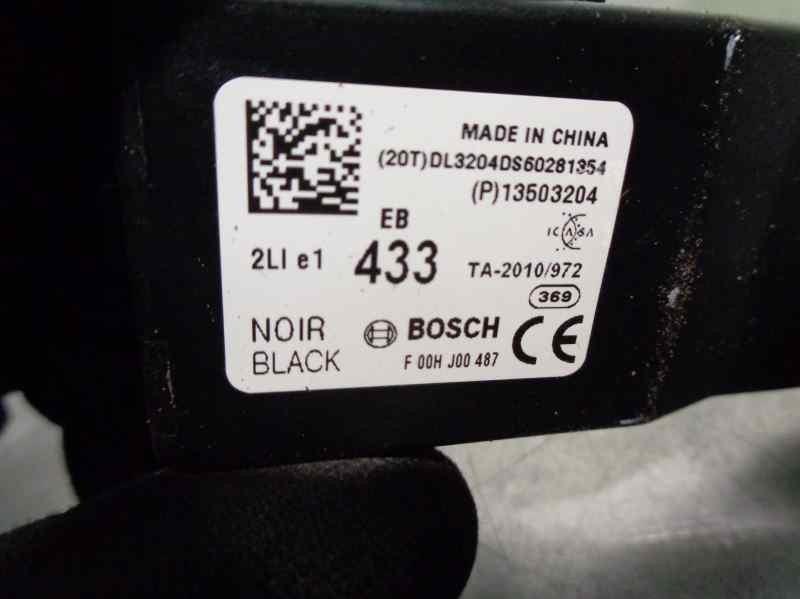 MADE IN CHINA
(20T)DL3204DS60281354
(P)13503204
EB
ICASA
2LI e1 433 TA-2010/972
369
NOIR BOSCH CE
BLACK F 00H J00 487